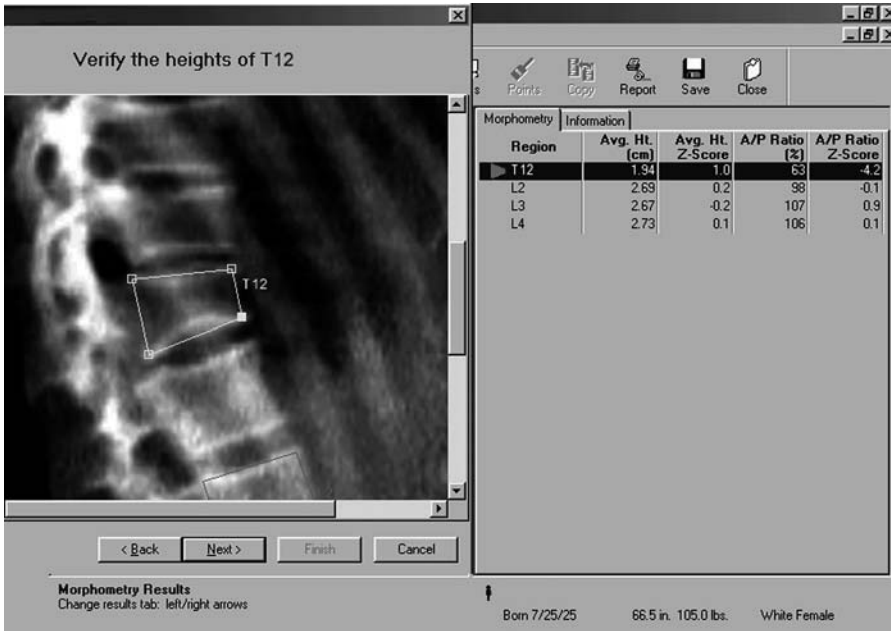 Verify the heights of T12
T12
< Back Next > Finish Cancel
Morphometry Results
Change results tab: left/right arrows
s Points Copy Report Save Close
Morphometry Information
Region Avg. Ht. (cm) Avg. Ht. Z-Score A/P Ratio (%) A/P Ratio Z-Score
T12 1.94 1.0 63 -4.2
L2 2.69 0.2 98 -0.1
L3 2.67 -0.2 107 0.9
L4 2.73 0.1 106 0.1
Born 7/25/25 66.5 in. 105.0 lbs. White Female